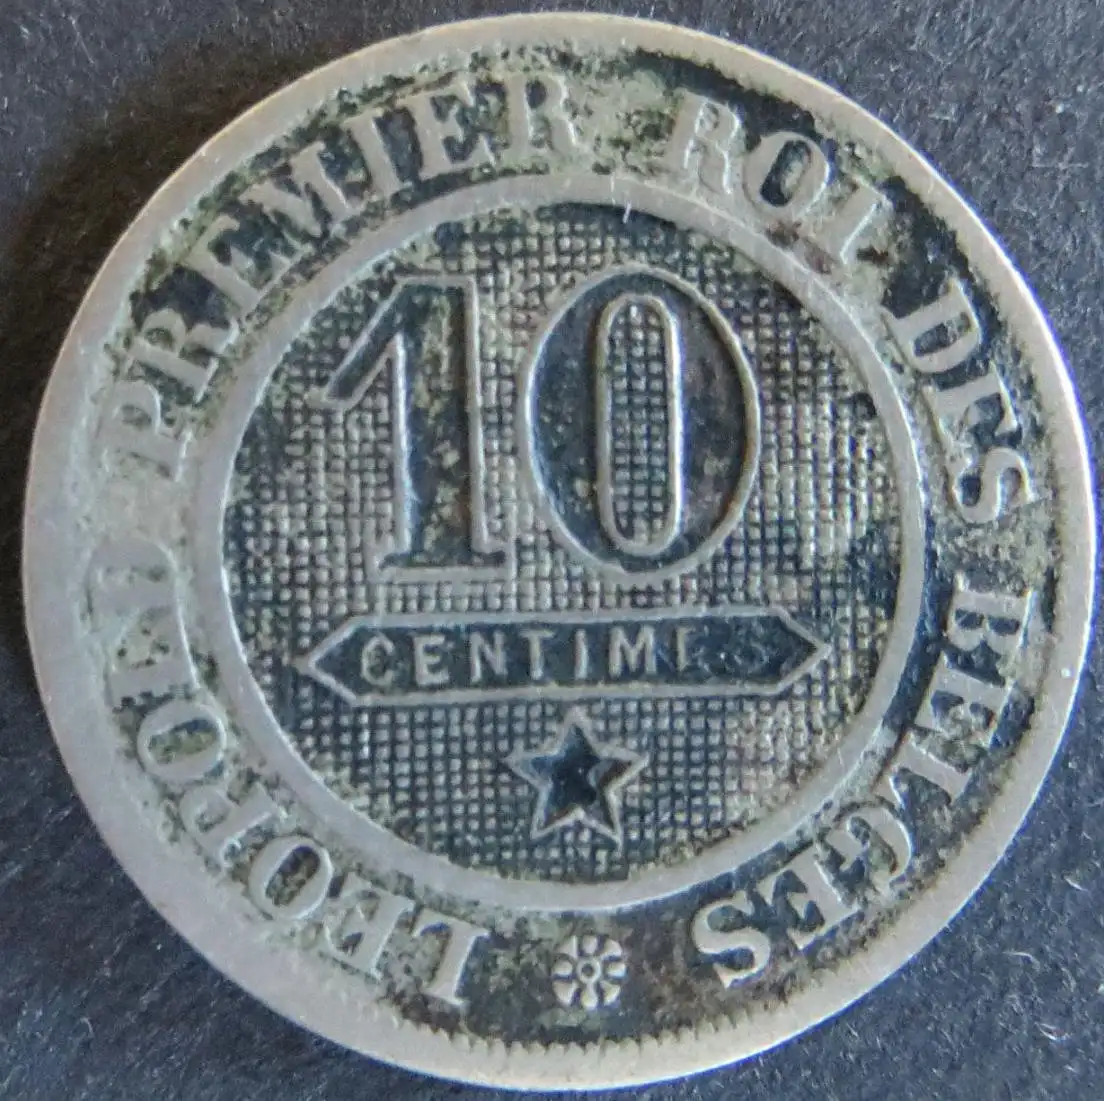 LEOPOLD PREMIER ROI DES BELGES
10
CENTIMES